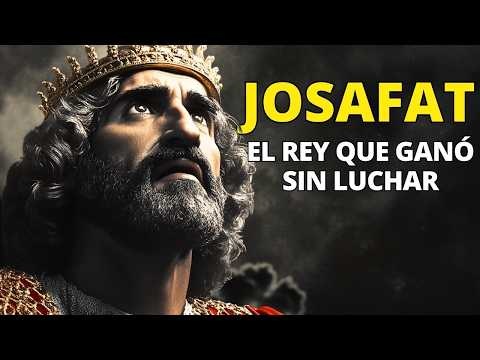 JOSAFAT
EL REY QUE GANÓ
SIN LUCHAR